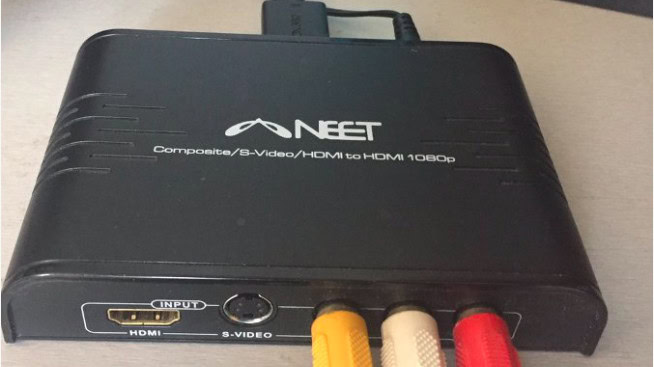 NEET
Composite/S-Video/HDMI to HDMI 1080p
INPUT
HDMI
S-VIDEO